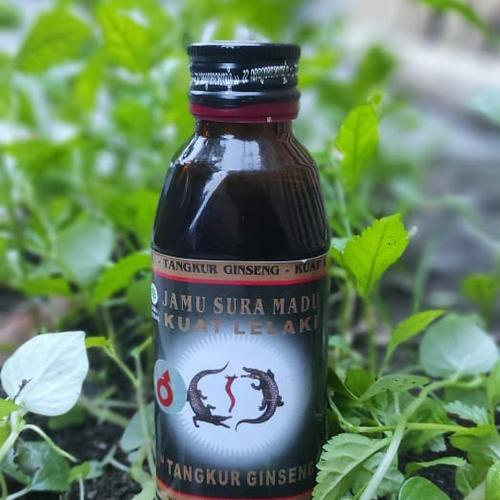 - TANGKUR GINSENG - KUAT
JAMU SURA MADU
KUAT LELAKI
"TANGKUR GINSENG